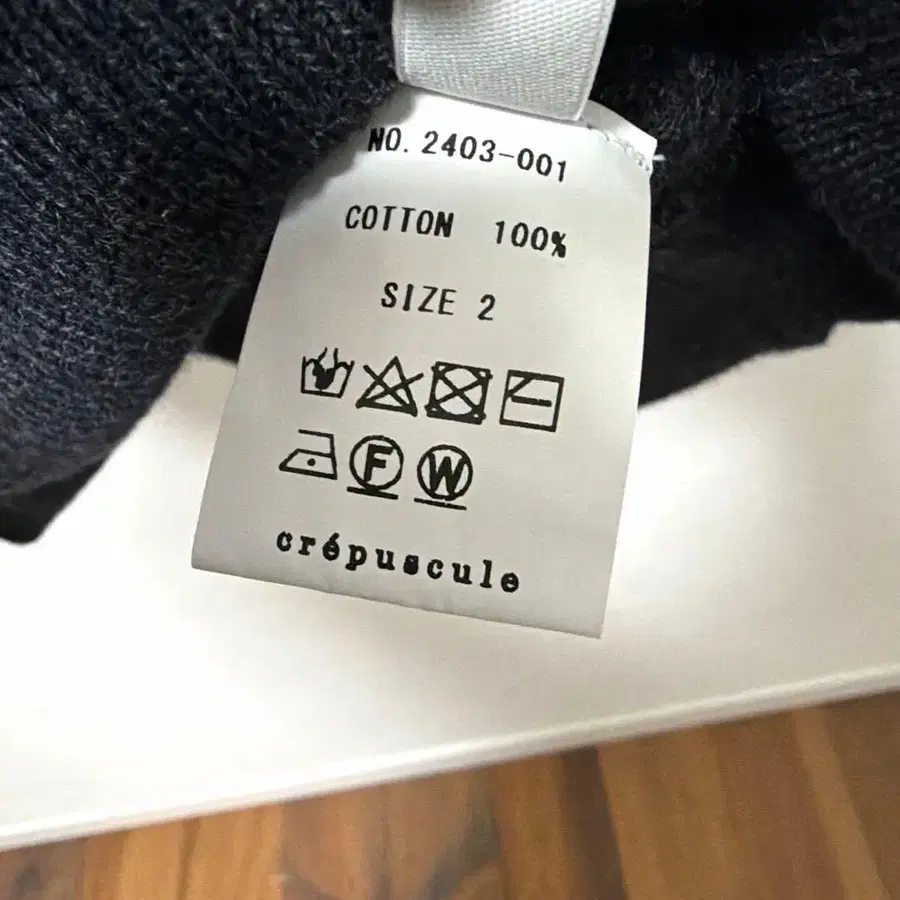 NO. 2403-001
COTTON 100%
SIZE 2
F W
crépuscule